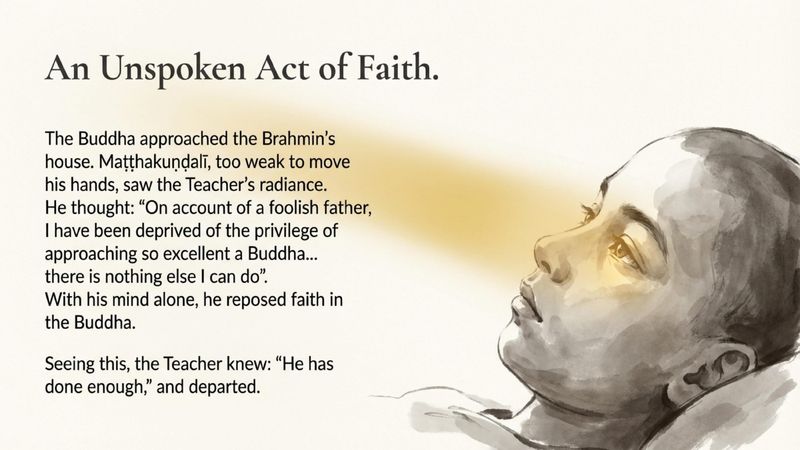 An Unspoken Act of Faith.
The Buddha approached the Brahmin’s
house. Maṭṭhakuṇḍalī, too weak to move
his hands, saw the Teacher’s radiance.
He thought: “On account of a foolish father,
I have been deprived of the privilege of
approaching so excellent a Buddha...
there is nothing else I can do”.
With his mind alone, he reposed faith in
the Buddha.
Seeing this, the Teacher knew: “He has
done enough,” and departed.